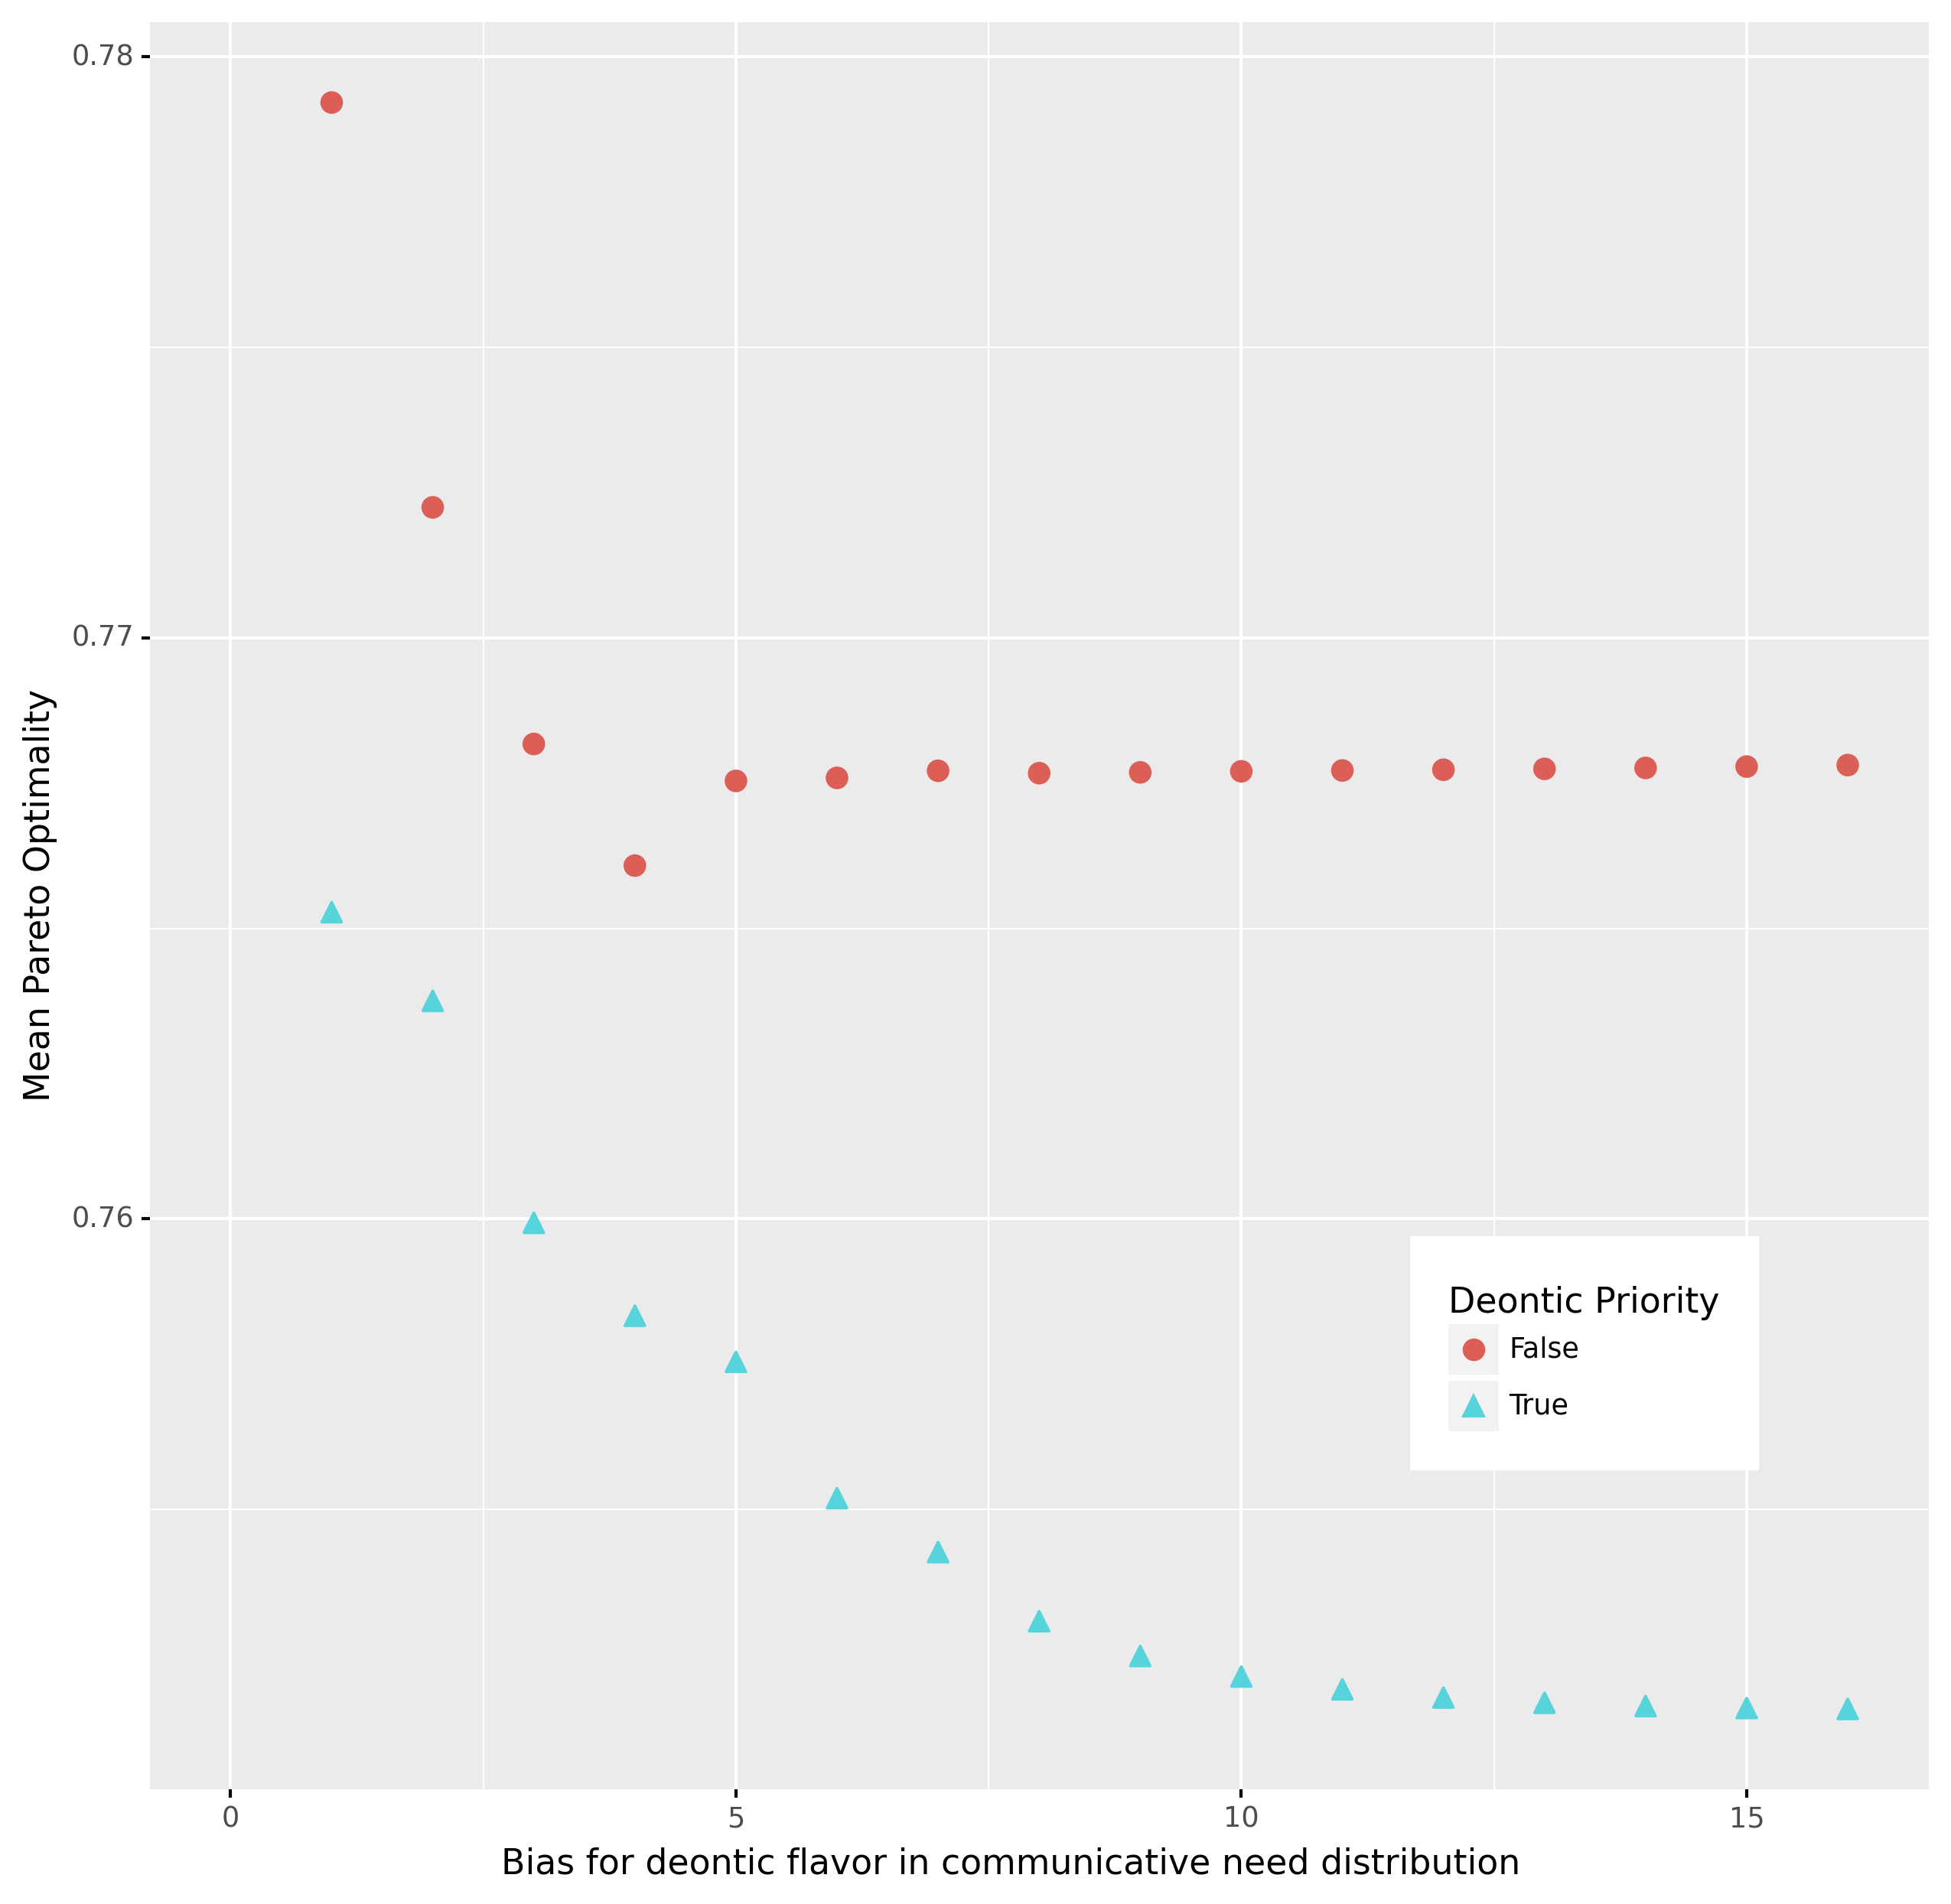 0.78
0.77
0.76
Mean Pareto Optimality
Deontic Priority
False
True
0
5
10
15
Bias for deontic flavor in communicative need distribution